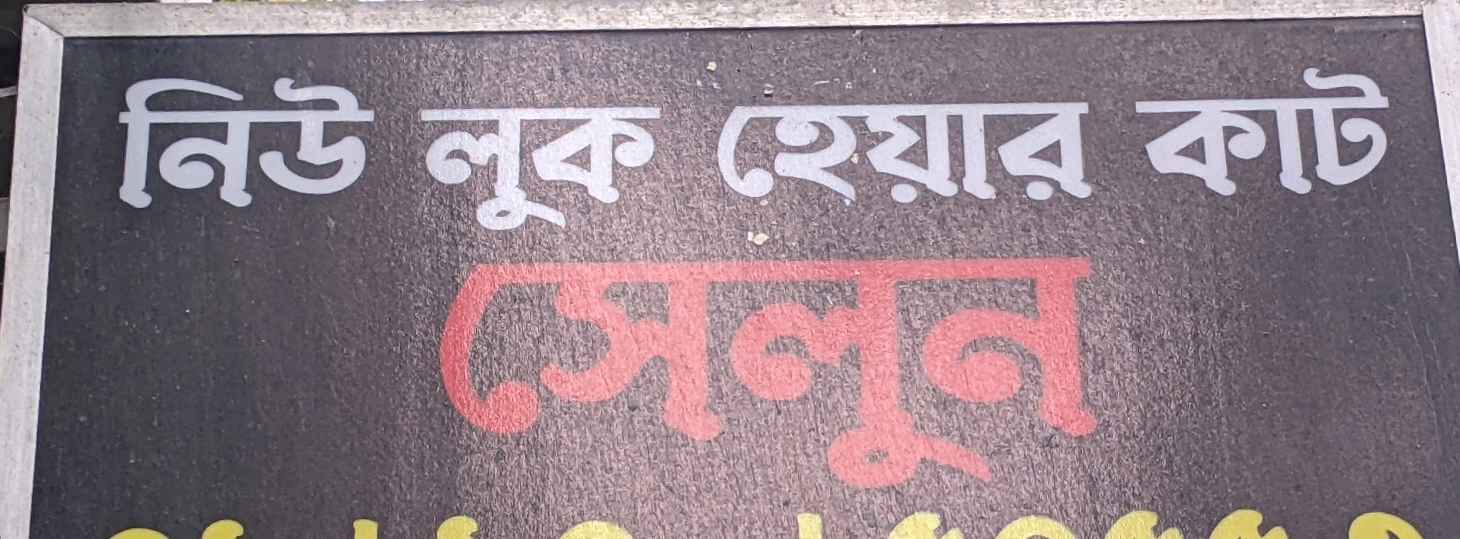 নিউ লুক হেয়ার কাট
সেলুন